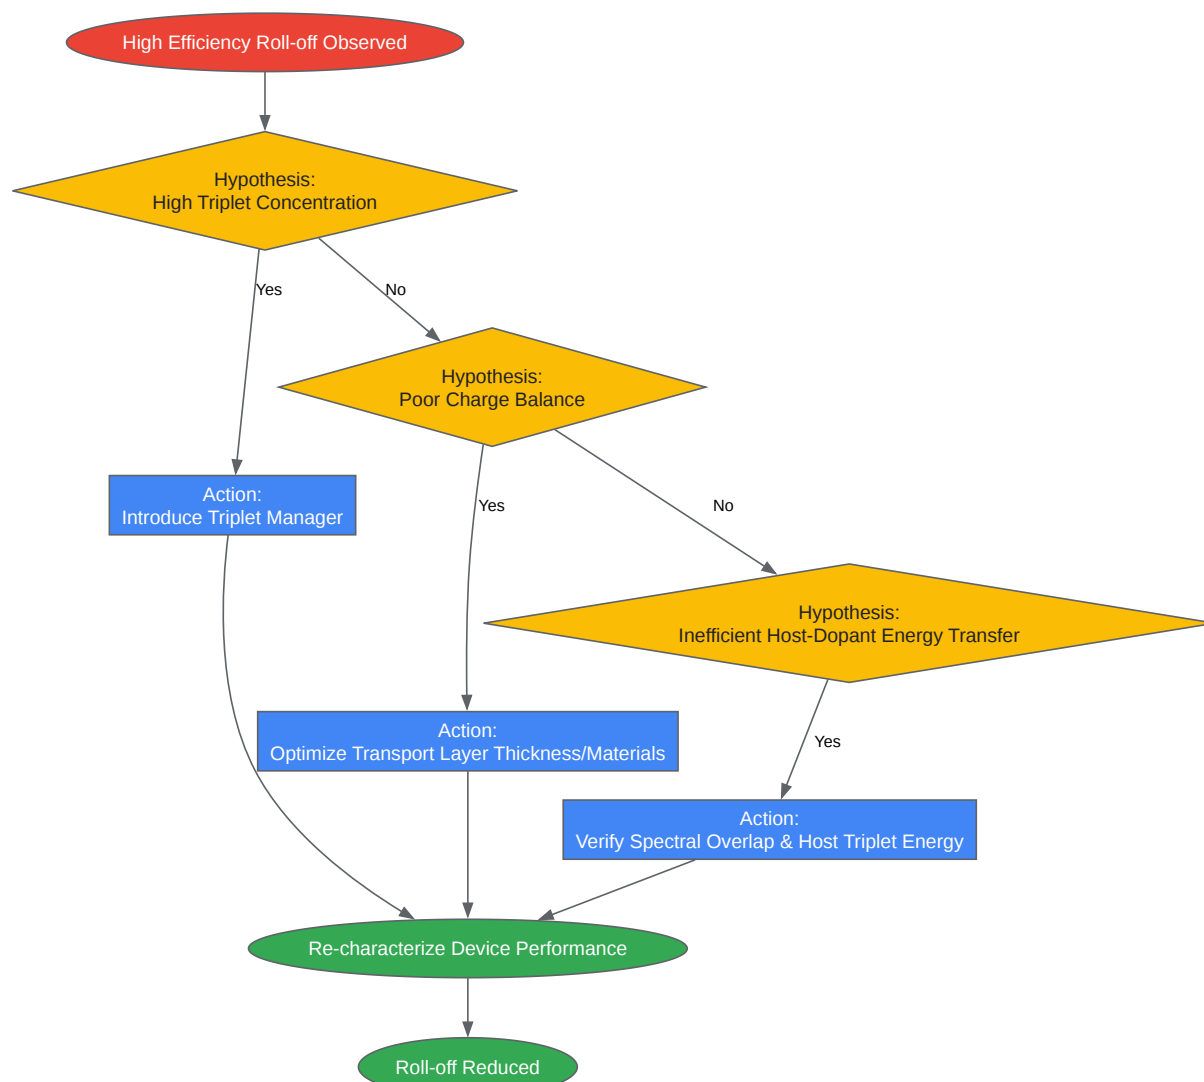 High Efficiency Roll-off Observed
Hypothesis:
High Triplet Concentration
Yes
No
Hypothesis:
Poor Charge Balance
Action:
Introduce Triplet Manager
Yes
No
Hypothesis:
Inefficient Host-Dopant Energy Transfer
Action:
Optimize Transport Layer Thickness/Materials
Yes
Action:
Verify Spectral Overlap & Host Triplet Energy
Re-characterize Device Performance
Roll-off Reduced